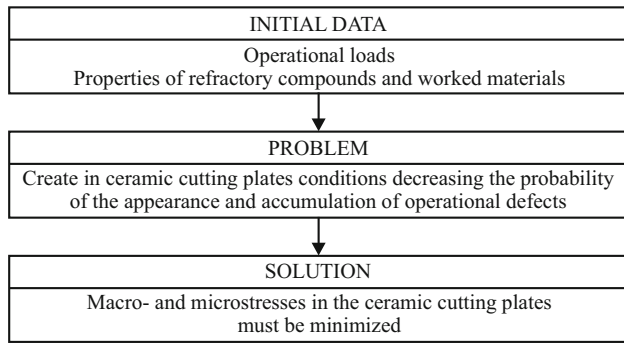 INITIAL DATA
Operational loads
Properties of refractory compounds and worked materials
PROBLEM
Create in ceramic cutting plates conditions decreasing the probability
of the appearance and accumulation of operational defects
SOLUTION
Macro- and microstresses in the ceramic cutting plates
must be minimized